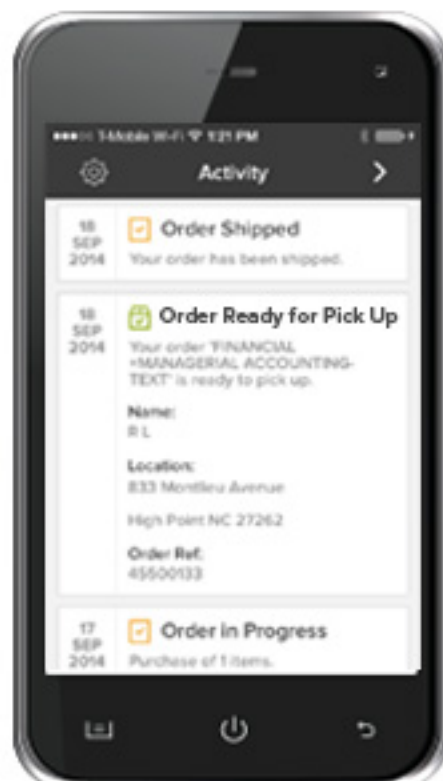 T-Mobile Wi-Fi 1:21 PM
Activity
18
SEP
2014
Order Shipped
Your order has been shipped.
18
SEP
2014
Order Ready for Pick Up
Your order 'FINANCIAL
+MANAGERIAL ACCOUNTING-
TEXT' is ready to pick up.
Name:
R L
Location:
833 Montlieu Avenue
High Point NC 27262
Order Ref:
45500133
17
SEP
2014
Order in Progress
Purchase of 1 items.